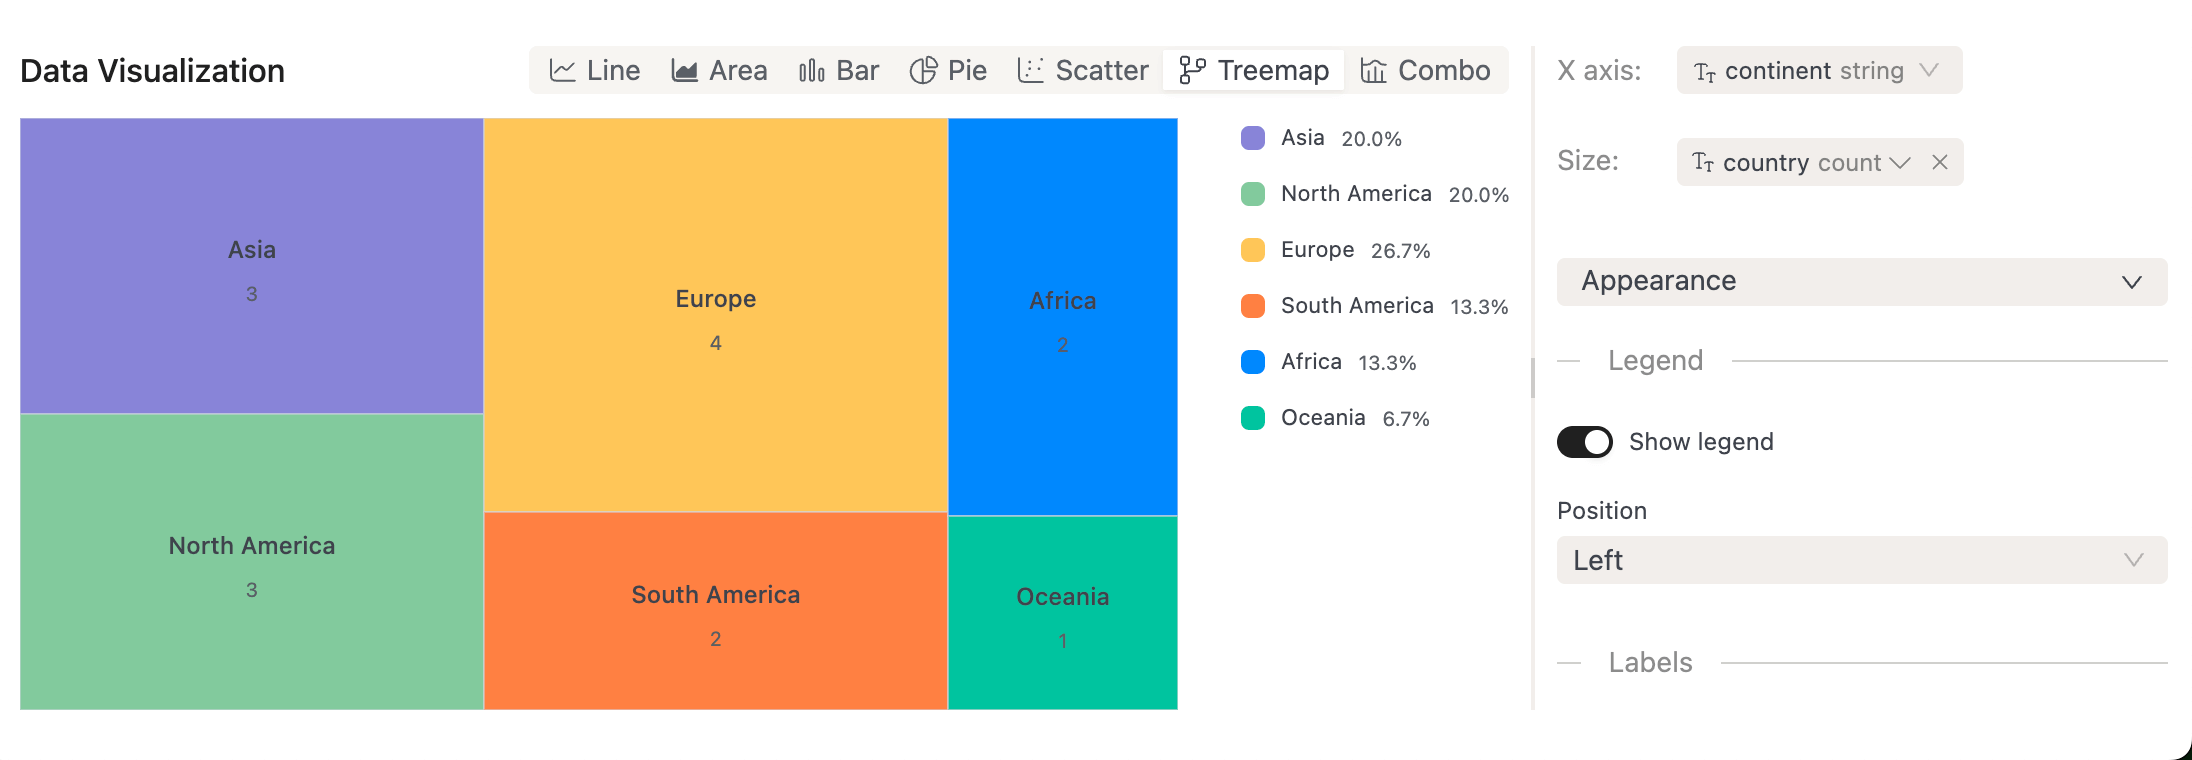 Data Visualization
Line
Area
Bar
Pie
Scatter
Treemap
Combo
Asia
3
North America
3
Europe
4
South America
2
Africa
2
Oceania
1
Asia 20.0%
North America 20.0%
Europe 26.7%
South America 13.3%
Africa 13.3%
Oceania 6.7%
X axis: Tт continent string
Size: Tт country count
Appearance
Legend
Show legend
Position
Left
Labels